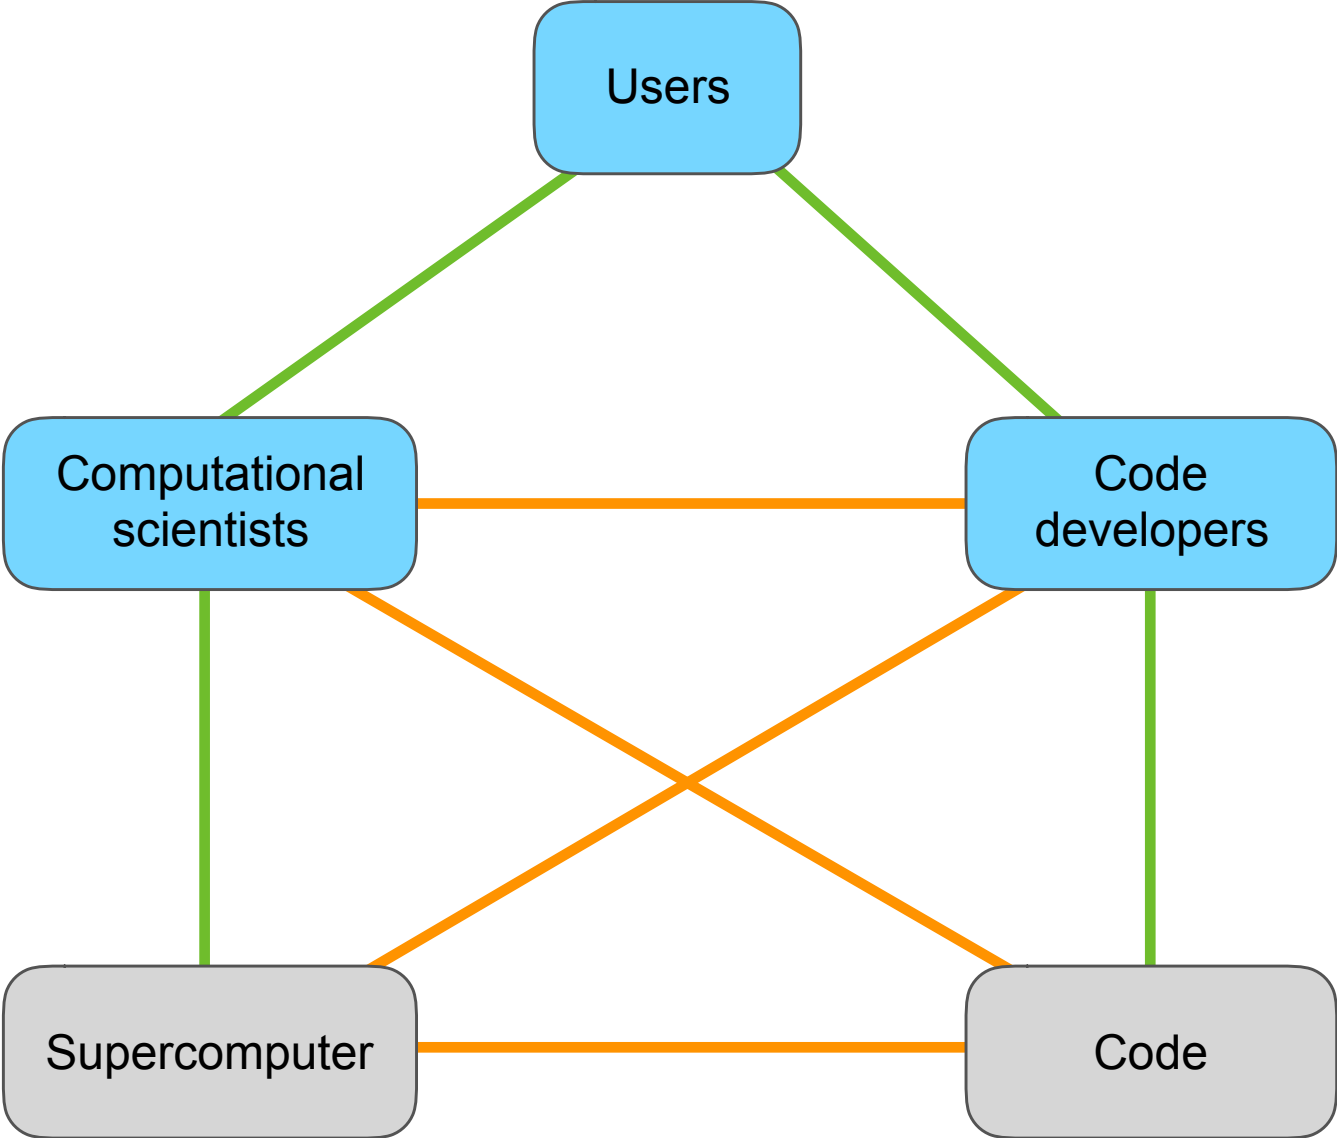 Users
Computational
scientists
Code
developers
Supercomputer
Code